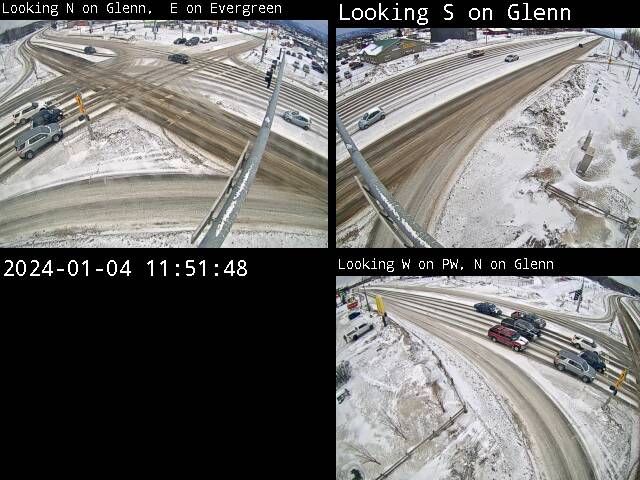 Looking N on Glenn,  E on Evergreen
Looking S on Glenn
2024-01-04 11:51:48
Looking W on PW, N on Glenn